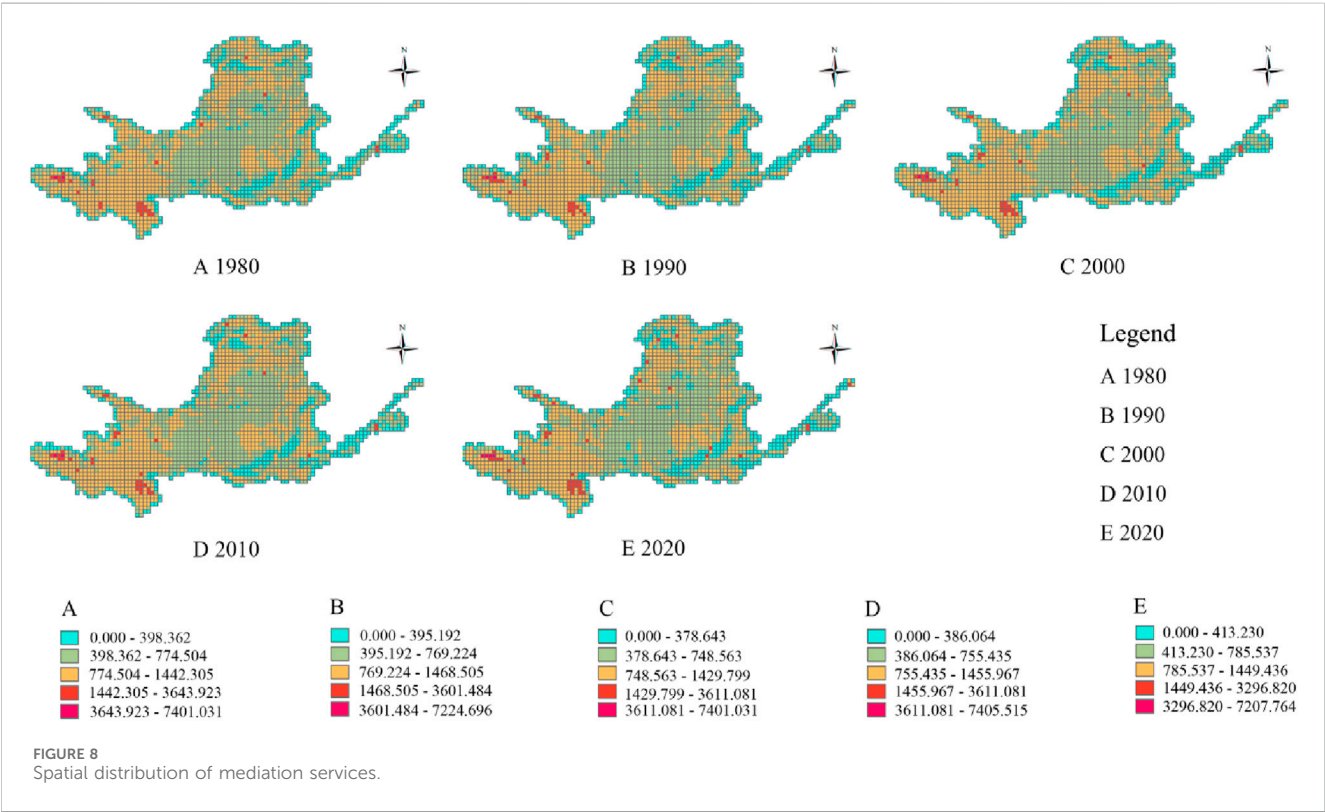 N
N
N
A 1980
B 1990
C 2000
N
N
D 2010
E 2020
Legend
A 1980
B 1990
C 2000
D 2010
E 2020
A
0.000 - 398.362
398.362 - 774.504
774.504 - 1442.305
1442.305 - 3643.923
3643.923 - 7401.031
B
0.000 - 395.192
395.192 - 769.224
769.224 - 1468.505
1468.505 - 3601.484
3601.484 - 7224.696
C
0.000 - 378.643
378.643 - 748.563
748.563 - 1429.799
1429.799 - 3611.081
3611.081 - 7401.031
D
0.000 - 386.064
386.064 - 755.435
755.435 - 1455.967
1455.967 - 3611.081
3611.081 - 7405.515
E
0.000 - 413.230
413.230 - 785.537
785.537 - 1449.436
1449.436 - 3296.820
3296.820 - 7207.764
FIGURE 8
Spatial distribution of mediation services.